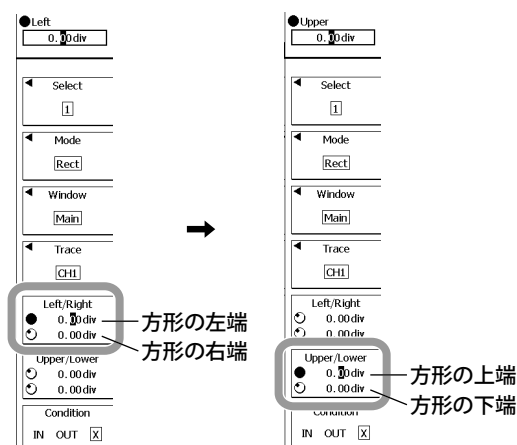 Left
0.00div
Select
1
Mode
Rect
Window
Main
Trace
CH1
Left/Right
0.00div
0.00div
Upper/Lower
0.00div
0.00div
Condition
IN OUT X
方形の左端
方形の右端
➞
Upper
0.00div
Select
1
Mode
Rect
Window
Main
Trace
CH1
Left/Right
0.00div
0.00div
Upper/Lower
0.00div
0.00div
Condition
IN OUT X
方形の上端
方形の下端